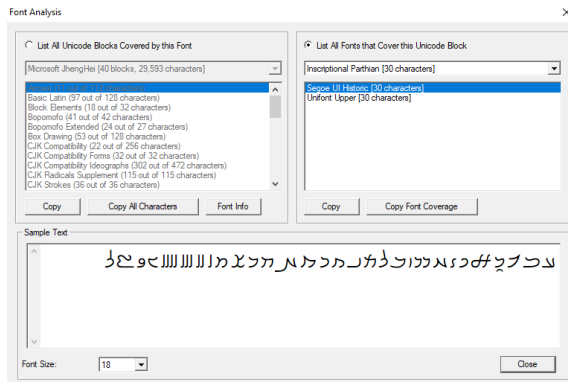 Font Analysis
List All Unicode Blocks Covered by this Font
List All Fonts that Cover this Unicode Block
Microsoft JhengHei [40 blocks, 29,593 characters]
Inscriptional Parthian [30 characters]
Basic Latin (97 out of 128 characters)
Block Elements (18 out of 32 characters)
Bopomofo (41 out of 42 characters)
Bopomofo Extended (24 out of 27 characters)
Box Drawing (53 out of 128 characters)
CJK Compatibility (22 out of 256 characters)
CJK Compatibility Forms (32 out of 32 characters)
CJK Compatibility Ideographs (302 out of 472 characters)
CJK Radicals Supplement (115 out of 115 characters)
CJK Strokes (36 out of 36 characters)
Segoe UI Historic [30 characters]
Unifont Upper [30 characters]
Copy
Copy All Characters
Font Info
Copy
Copy Font Coverage
Sample Text
𐭀𐭁𐭂𐭃𐭄𐭅𐭆𐭇𐭈𐭉𐭊𐭋𐭌𐭍𐭎𐭏𐭐𐭑𐭒𐭓𐭔𐭕𐭘𐭙𐭚𐭛𐭜𐭝𐭞𐭟
Font Size:
18
Close